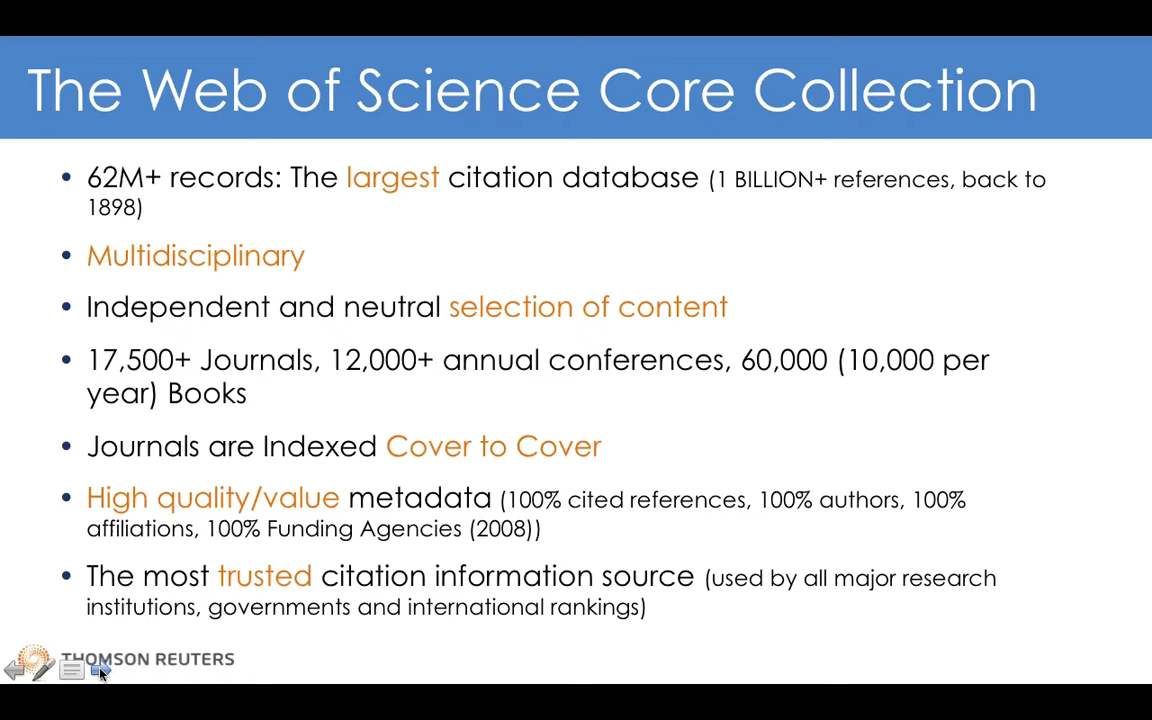 The Web of Science Core Collection
• 62M+ records: The largest citation database (1 BILLION+ references, back to
1898)
• Multidisciplinary
• Independent and neutral selection of content
• 17,500+ Journals, 12,000+ annual conferences, 60,000 (10,000 per
year) Books
• Journals are Indexed Cover to Cover
• High quality/value metadata (100% cited references, 100% authors, 100%
affiliations, 100% Funding Agencies (2008))
• The most trusted citation information source (used by all major research
institutions, governments and international rankings)
THOMSON REUTERS